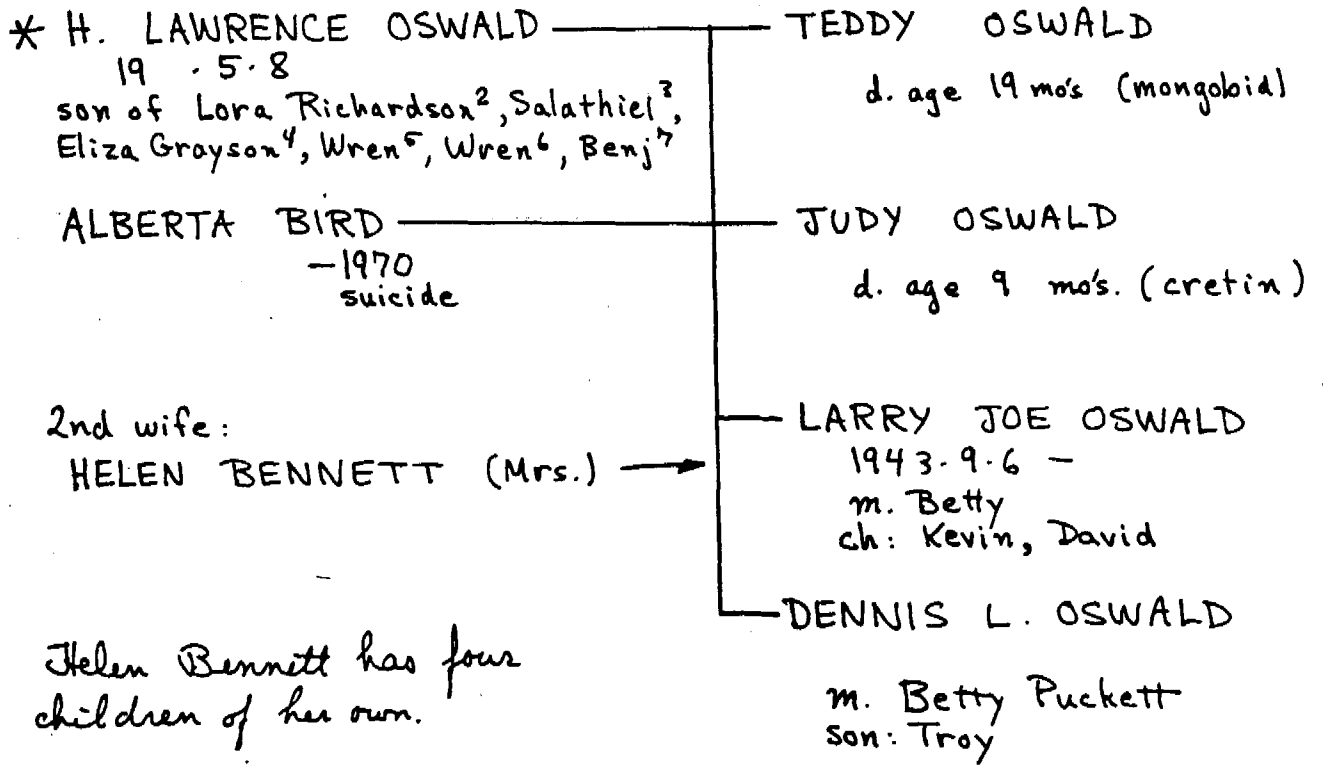 * H. LAWRENCE OSWALD
19 . 5 . 8
son of Lora Richardson², Salathiel³,
Eliza Grayson⁴, Wren⁵, Wren⁶, Benj⁷
ALBERTA BIRD
—1970
suicide
2nd wife:
HELEN BENNETT (Mrs.)
Helen Bennett has four
children of her own.
TEDDY OSWALD
d. age 19 mo's (mongoloid)
JUDY OSWALD
d. age 9 mo's. (cretin)
LARRY JOE OSWALD
1943.9.6 —
m. Betty
ch: Kevin, David
DENNIS L. OSWALD
m. Betty Puckett
son: Troy